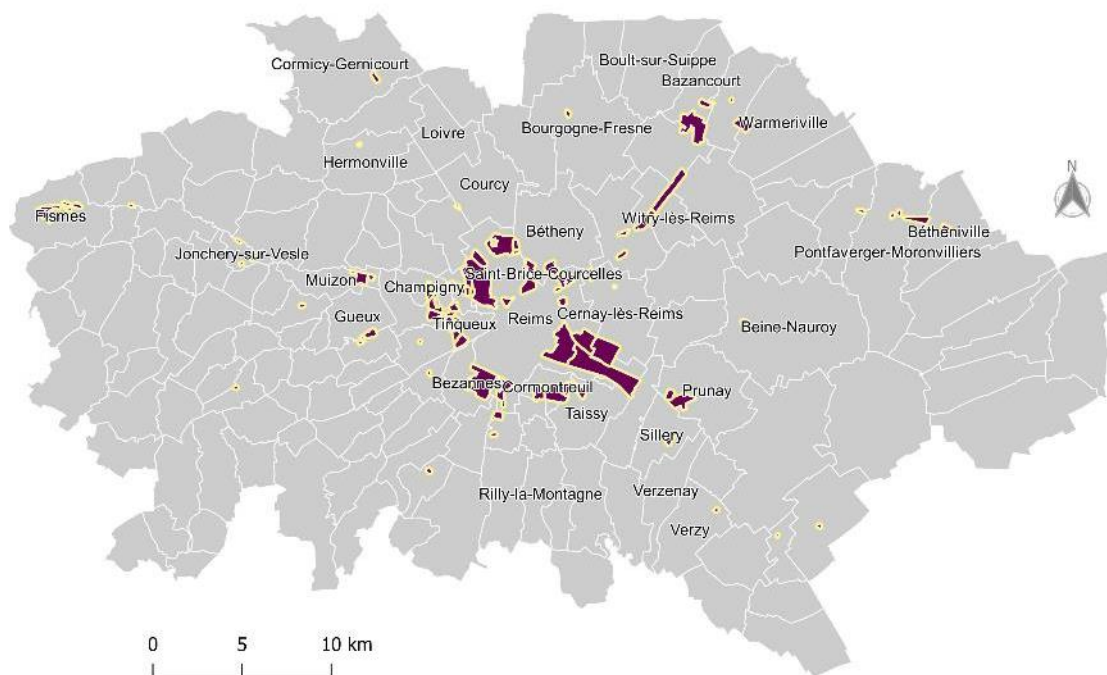 Boult-sur-Suippe
Cormicy-Gernicourt
Bazancourt
Warmeriville
Bourgogne-Fresne
Loivre
Hermonville
N
Courcy
Fismes
Witry-lès-Reims
Bétheny
Bétheniville
Jonchery-sur-Vesle
Pontfaverger-Moronvilliers
Saint-Brice-Courcelles
Muizon
Champigny
Gueux
Tinqueux
Reims
Cernay-lès-Reims
Beine-Nauroy
Bezannes
Cormontreuil
Prunay
Taissy
Sillery
Rilly-la-Montagne
Verzenay
Verzy
0 5 10 km